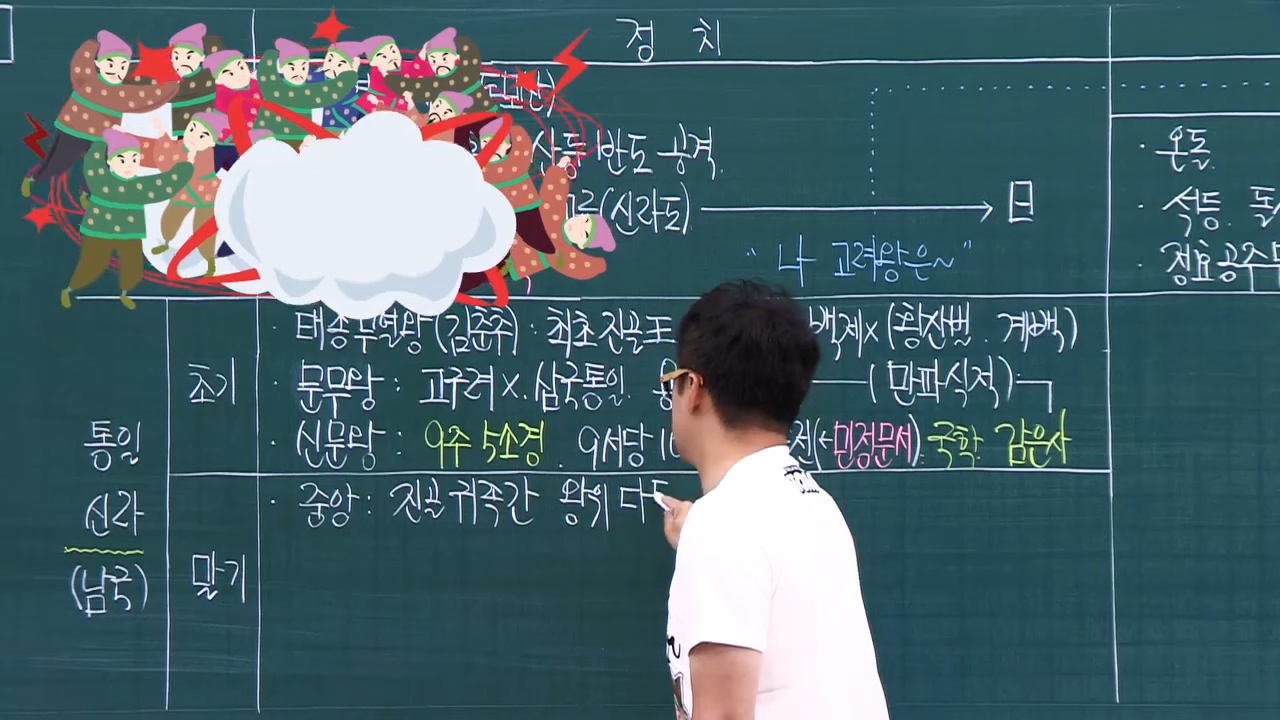 정 치
산동반도 공격
(신라도) → 日
"나 고려왕은~"
· 온돌
· 석등. 돌
정효공주
통일
신라
(남국)
초기
· 태종무열왕(김춘추) : 최초 진골王 백제× (황산벌. 계백)
· 문무왕 : 고구려×. 삼국통일. (만파식적)
· 신문왕 : 9주 5소경. 9서당 전(←민정문서). 국학. 감은사
말기
· 중앙 : 진골 귀족간 왕위 다